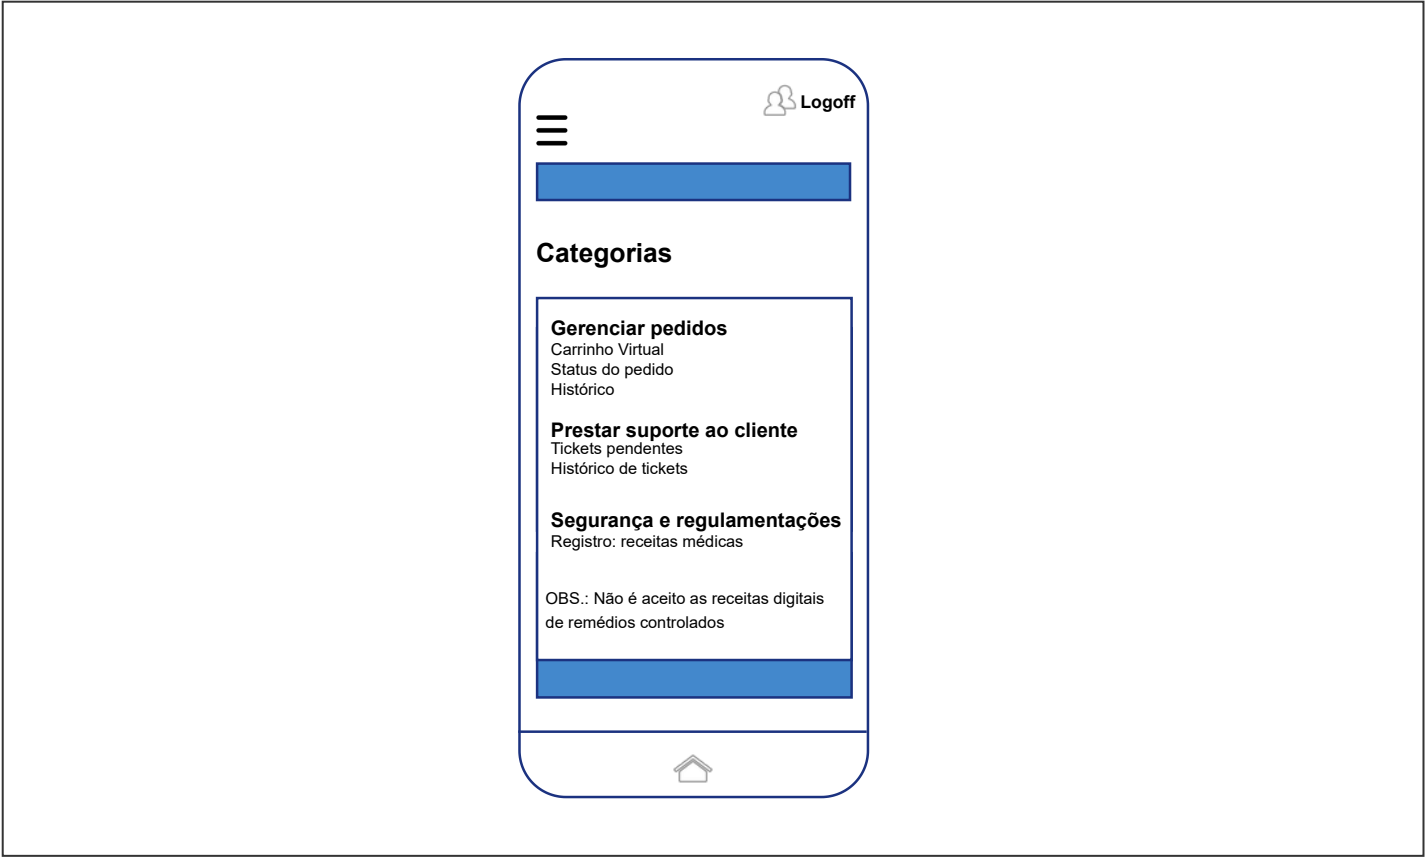 Logoff
Categorias
Gerenciar pedidos
Carrinho Virtual
Status do pedido
Histórico
Prestar suporte ao cliente
Tickets pendentes
Histórico de tickets
Segurança e regulamentações
Registro: receitas médicas
OBS.: Não é aceito as receitas digitais
de remédios controlados